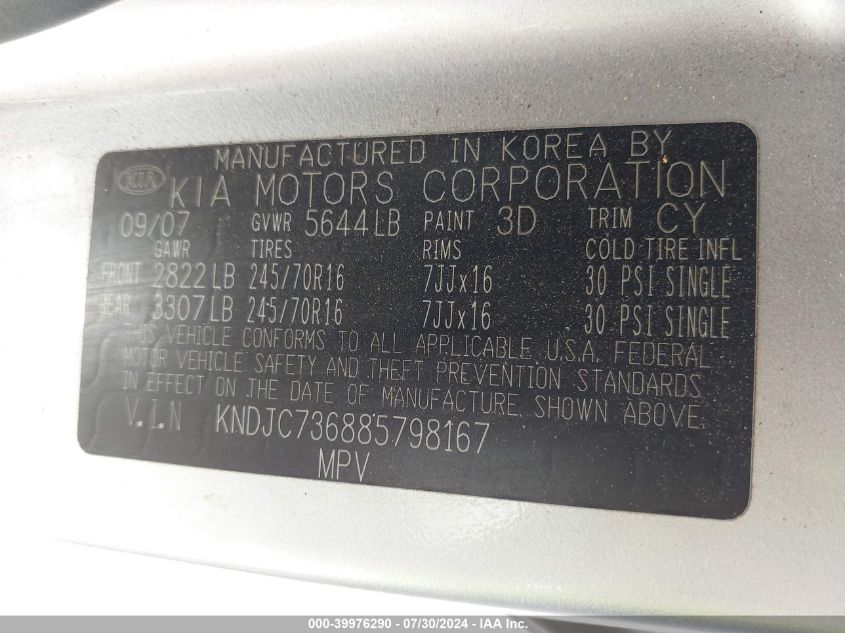 MANUFACTURED IN KOREA BY
KIA KIA MOTORS CORPORATION
09/07 GVWR 5644LB PAINT 3D TRIM CY
GAWR TIRES RIMS COLD TIRE INFL
FRONT 2822LB 245/70R16 7JJx16 30 PSI SINGLE
REAR 3307LB 245/70R16 7JJx16 30 PSI SINGLE
THIS VEHICLE CONFORMS TO ALL APPLICABLE U.S.A. FEDERAL
MOTOR VEHICLE SAFETY AND THEFT PREVENTION STANDARDS
IN EFFECT ON THE DATE OF MANUFACTURE SHOWN ABOVE.
V.I.N KNDJC736885798167
MPV
000-39976290 - 07/30/2024 - IAA Inc.